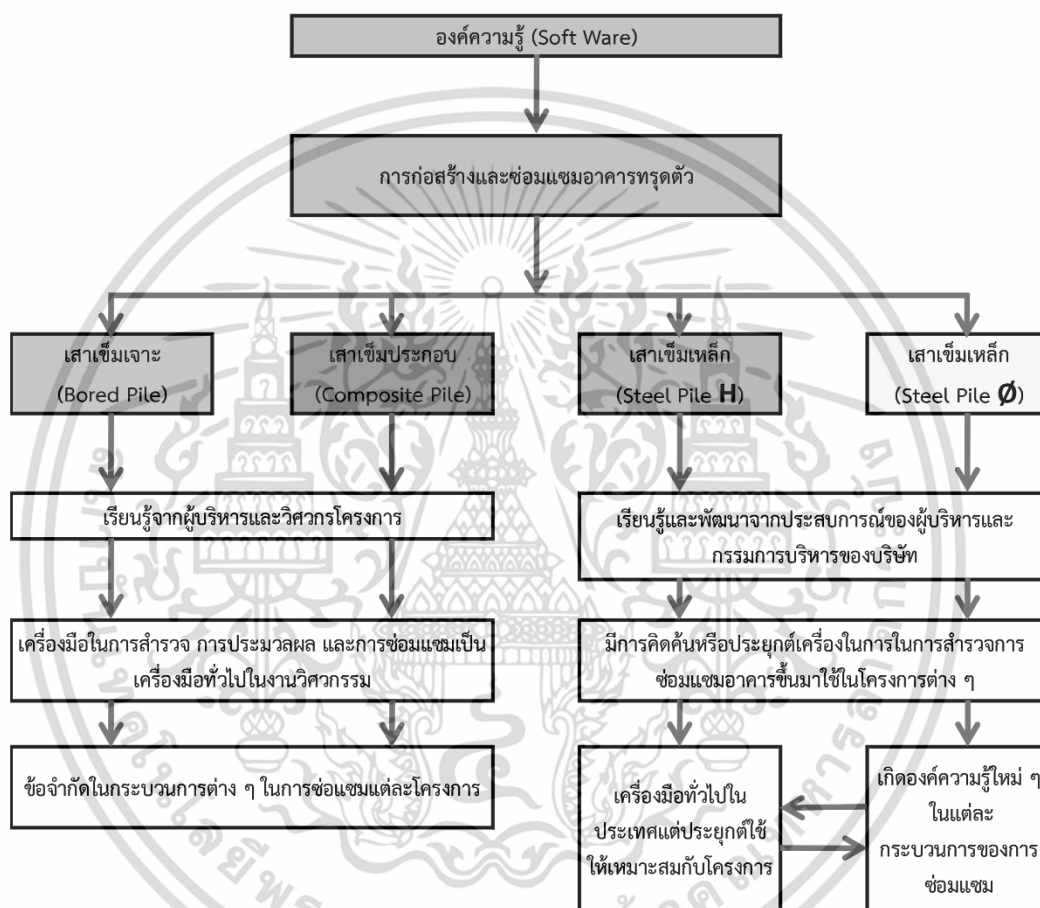 องค์ความรู้ (Soft Ware)
การก่อสร้างและซ่อมแซมอาคารทรุดตัว
เสาเข็มเจาะ
(Bored Pile)
เสาเข็มประกอบ
(Composite Pile)
เสาเข็มเหล็ก
(Steel Pile H)
เสาเข็มเหล็ก
(Steel Pile Ø)
เรียนรู้จากผู้บริหารและวิศวกรโครงการ
เรียนรู้และพัฒนาจากประสบการณ์ของผู้บริหารและ
กรรมการบริหารของบริษัท
เครื่องมือในการสำรวจ การประมวลผล และการซ่อมแซมเป็น
เครื่องมือทั่วไปในงานวิศวกรรม
มีการคิดค้นหรือประยุกต์เครื่องในการในการสำรวจการ
ซ่อมแซมอาคารขึ้นมาใช้ในโครงการต่าง ๆ
ข้อจำกัดในกระบวนการต่าง ๆ ในการซ่อแซมแต่ละโครงการ
เครื่องมือทั่วไปใน
ประเทศแต่ประยุกต์ใช้
ให้เหมาะสมกับโครงการ
เกิดองค์ความรู้ใหม่ ๆ
ในแต่ละ
กระบวนการของการ
ซ่อมแซม